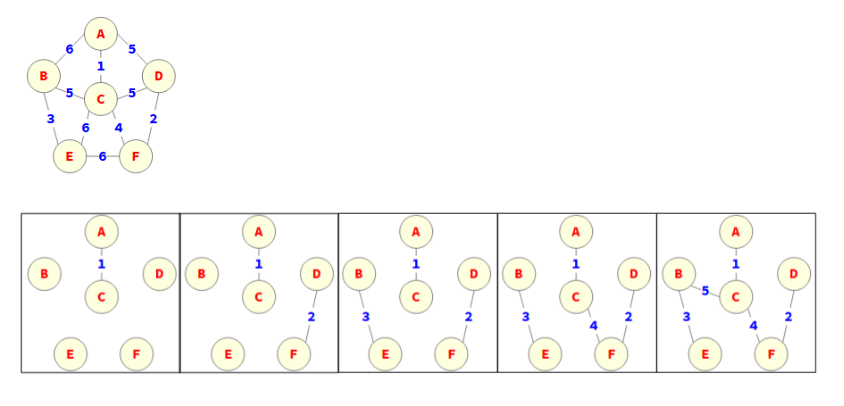 A
6 5
1
B D
5 5
C
3 6 4 2
E 6 F
A A A A A
1 1 1 1 1
B D B D B D B D B D
C C C C 5 C
2 3 2 3 4 2 3 4 2
E F E F E F E F E F